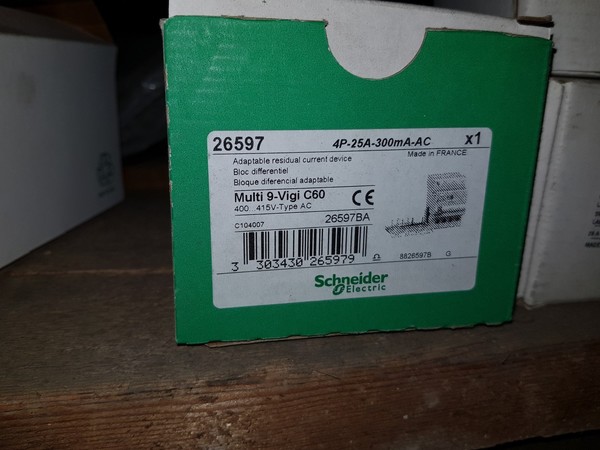 26597 4P-25A-300mA-AC x1
Made in FRANCE
Adaptable residual current device
Bloc differentiel
Bloque diferencial adaptable
Multi 9-Vigi C60 CE
400 415V-Type AC
C104007 26597BA
3 303430 265979
8826597B G
Schneider
Electric